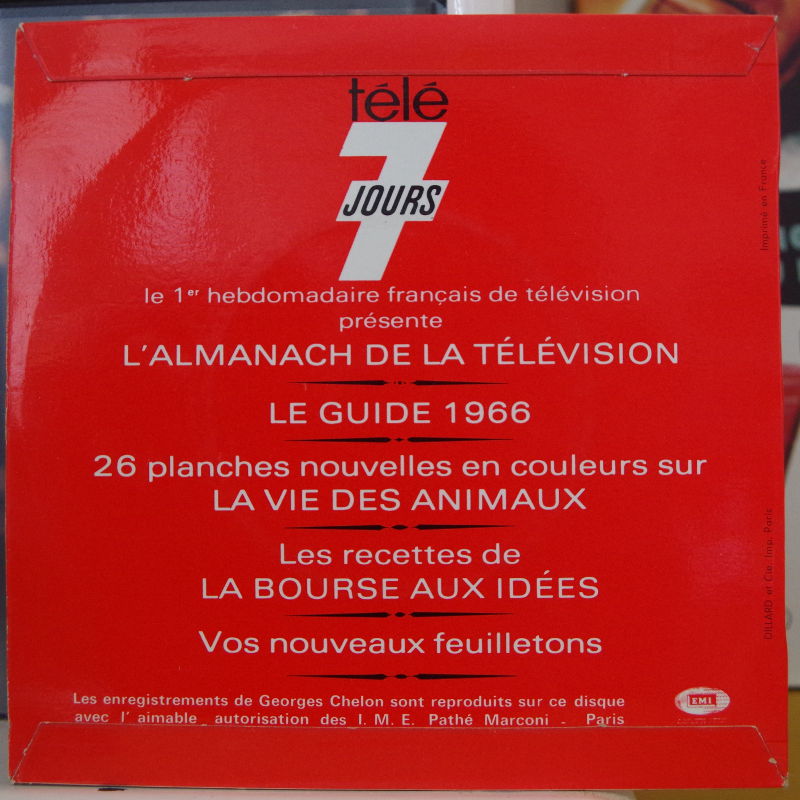 télé
7
JOURS
le 1er hebdomadaire français de télévision
présente
L'ALMANACH DE LA TÉLÉVISION
LE GUIDE 1966
26 planches nouvelles en couleurs sur
LA VIE DES ANIMAUX
Les recettes de
LA BOURSE AUX IDÉES
Vos nouveaux feuilletons
Les enregistrements de Georges Chelon sont reproduits sur ce disque
avec l'aimable autorisation des I. M. E. Pathé Marconi - Paris
EMI
Imprimé en France
DILLARD et Cie. Imp. Paris